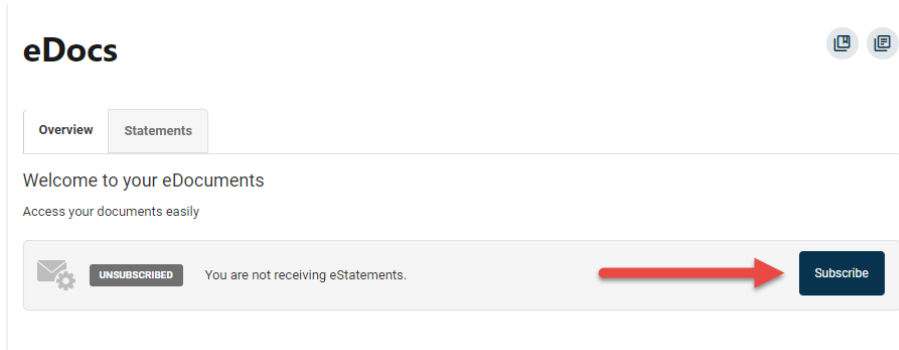 eDocs
Overview Statements
Welcome to your eDocuments
Access your documents easily
UNSUBSCRIBED You are not receiving eStatements. Subscribe